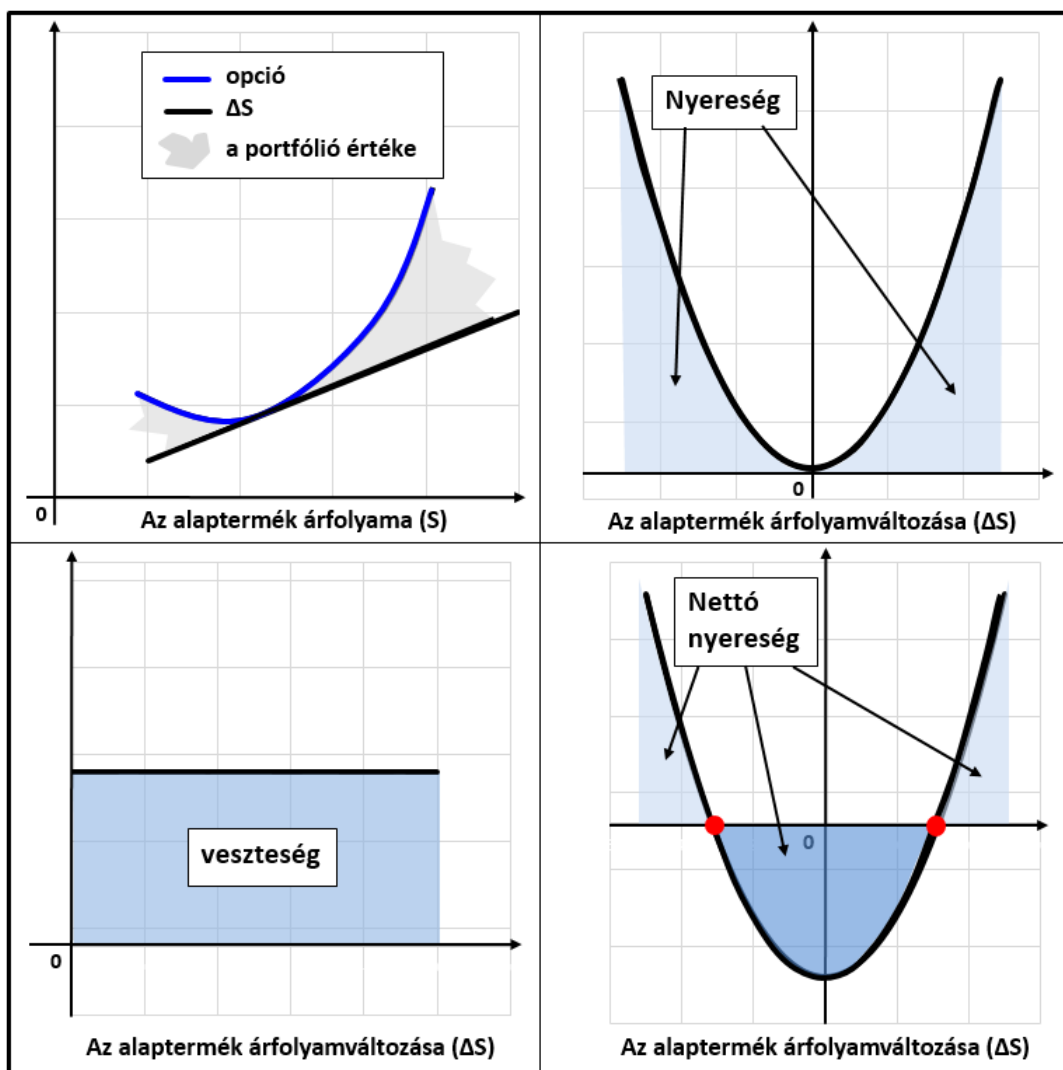 opció
ΔS
a portfólió értéke
0
Az alaptermék árfolyama (S)
Nyereség
0
Az alaptermék árfolyamváltozása (ΔS)
veszteség
0
Az alaptermék árfolyamváltozása (ΔS)
Nettó
nyereség
0
Az alaptermék árfolyamváltozása (ΔS)